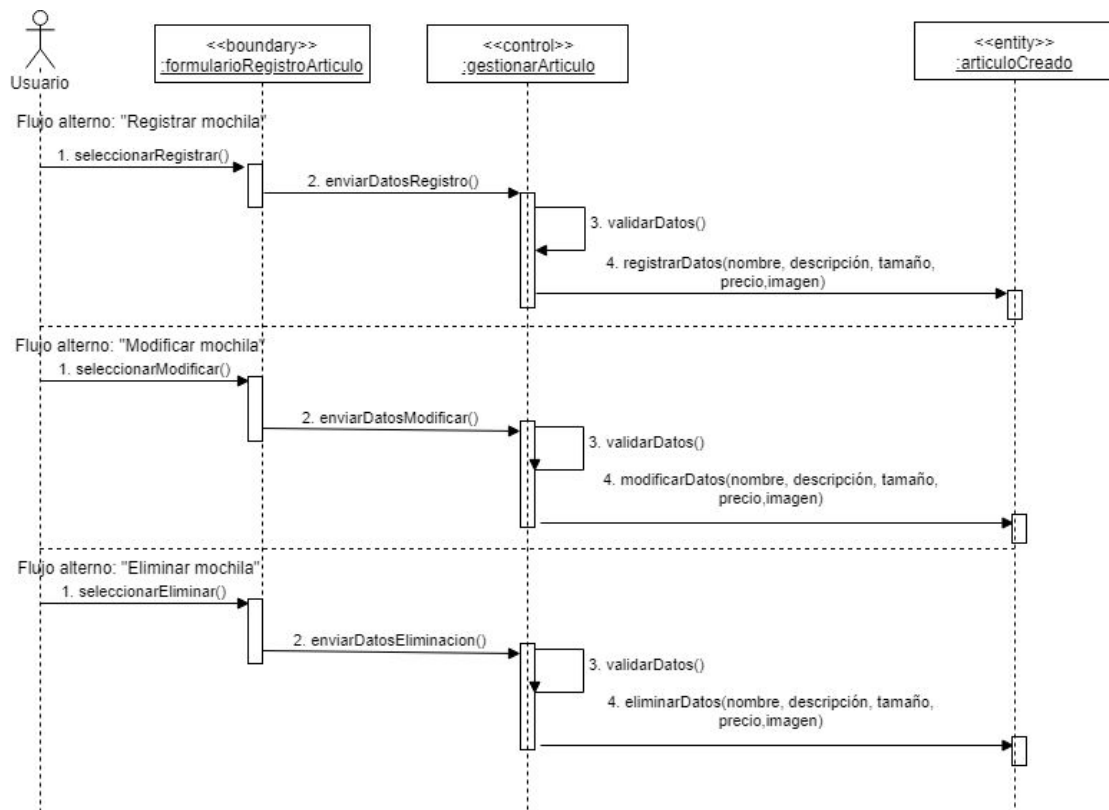 <<boundary>>
:formularioRegistroArticulo
<<control>>
:gestionarArticulo
<<entity>>
:articuloCreado
Usuario
Flujo alterno: "Registrar mochila"
1. seleccionarRegistrar()
2. enviarDatosRegistro()
3. validarDatos()
4. registrarDatos(nombre, descripción, tamaño,
precio,imagen)
Flujo alterno: "Modificar mochila"
1. seleccionarModificar()
2. enviarDatosModificar()
3. validarDatos()
4. modificarDatos(nombre, descripción, tamaño,
precio,imagen)
Flujo alterno: "Eliminar mochila"
1. seleccionarEliminar()
2. enviarDatosEliminacion()
3. validarDatos()
4. eliminarDatos(nombre, descripción, tamaño,
precio,imagen)